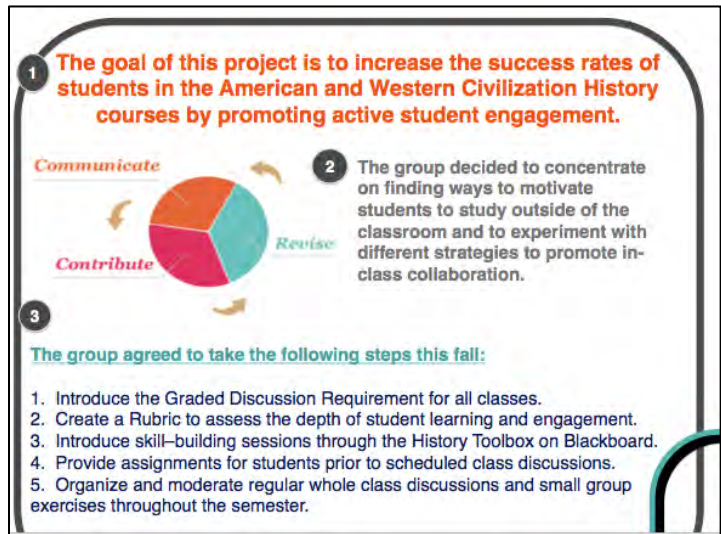 1
The goal of this project is to increase the success rates of
students in the American and Western Civilization History
courses by promoting active student engagement.
Communicate
Contribute
Revise
2
The group decided to concentrate
on finding ways to motivate
students to study outside of the
classroom and to experiment with
different strategies to promote in-
class collaboration.
3
The group agreed to take the following steps this fall:
1. Introduce the Graded Discussion Requirement for all classes.
2. Create a Rubric to assess the depth of student learning and engagement.
3. Introduce skill–building sessions through the History Toolbox on Blackboard.
4. Provide assignments for students prior to scheduled class discussions.
5. Organize and moderate regular whole class discussions and small group
exercises throughout the semester.